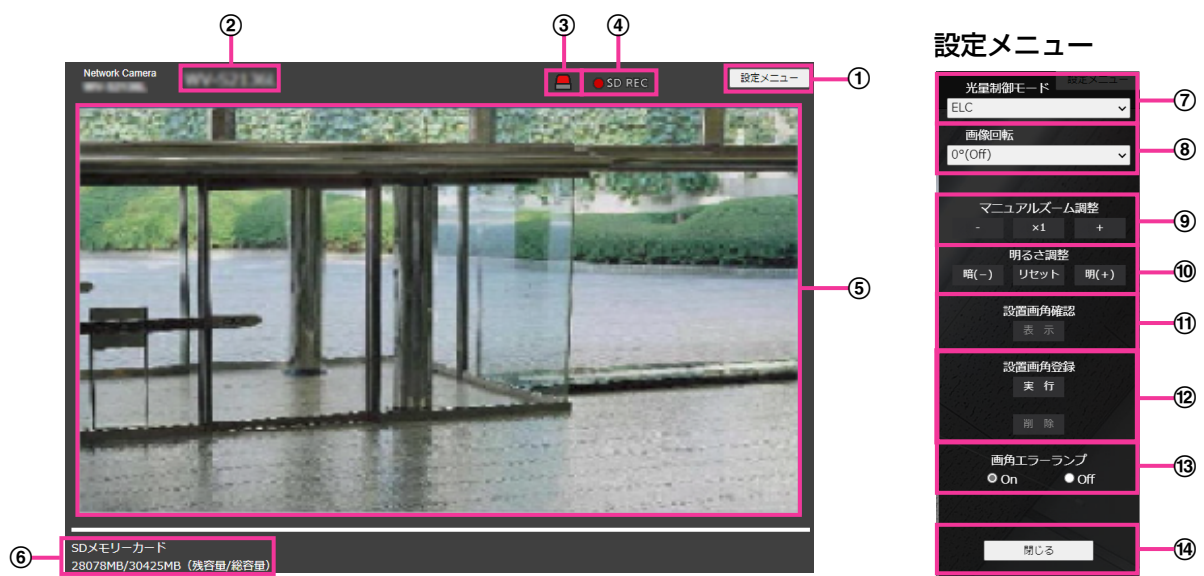 ② ③ ④
Network Camera
SD REC
設定メニュー ①
⑤
⑥ SDメモリーカード
28078MB/30425MB（残容量/総容量）
設定メニュー
設定メニュー
光量制御モード
ELC ⑦
画像回転
0°(Off) ⑧
マニュアルズーム調整
- ×1 + ⑨
明るさ調整
暗(−) リセット 明(+) ⑩
設置画角確認
表 示 ⑪
設置画角登録
実 行
削 除 ⑫
画角エラーランプ
On Off ⑬
閉じる ⑭